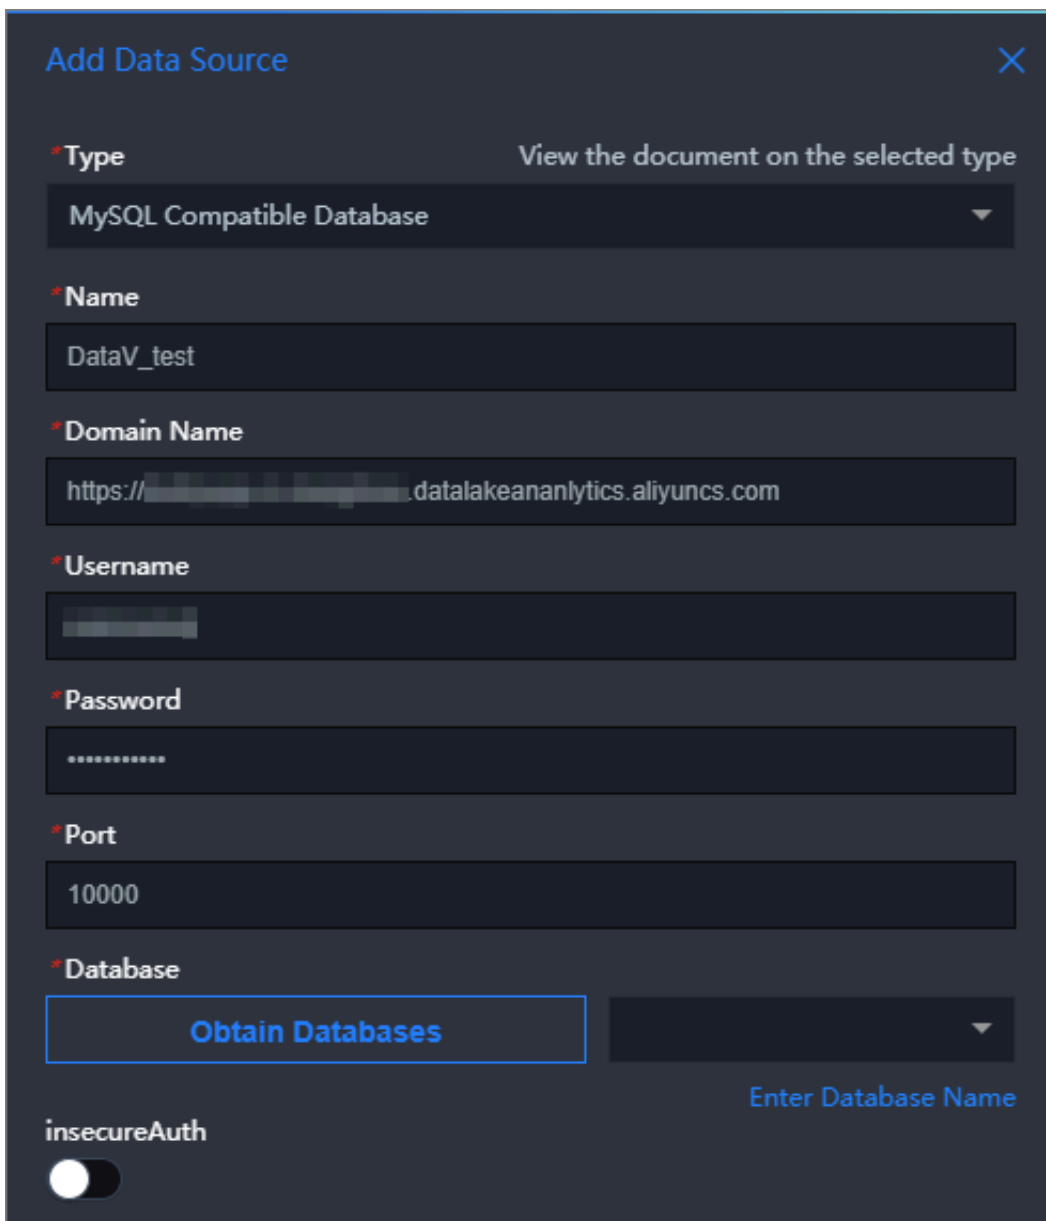 Add Data Source
*Type
View the document on the selected type
MySQL Compatible Database
*Name
DataV_test
*Domain Name
https:// .datalakeananlytics.aliyuncs.com
*Username
*Password
•••••••••••
*Port
10000
*Database
Obtain Databases
Enter Database Name
insecureAuth